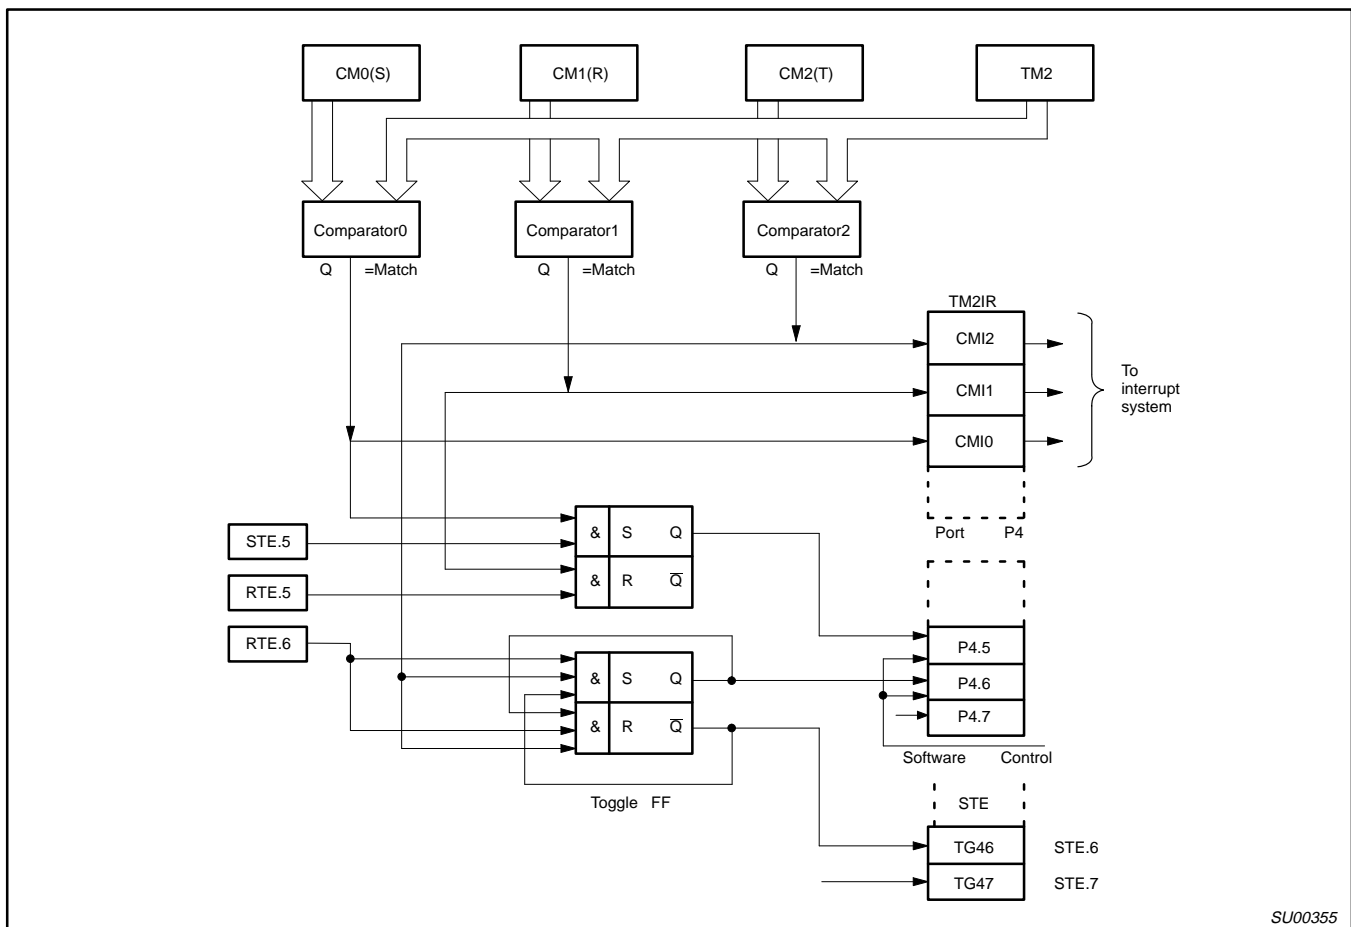 CM0(S) CM1(R) CM2(T) TM2
Comparator0 Comparator1 Comparator2
Q =Match Q =Match Q =Match
TM2IR
CMI2
CMI1
CMI0
To
interrupt
system
Port P4
STE.5
RTE.5
RTE.6
& S Q
& R Q̅
& S Q
& R Q̅
Toggle FF
P4.5
P4.6
P4.7
Software Control
STE
TG46 STE.6
TG47 STE.7
SU00355